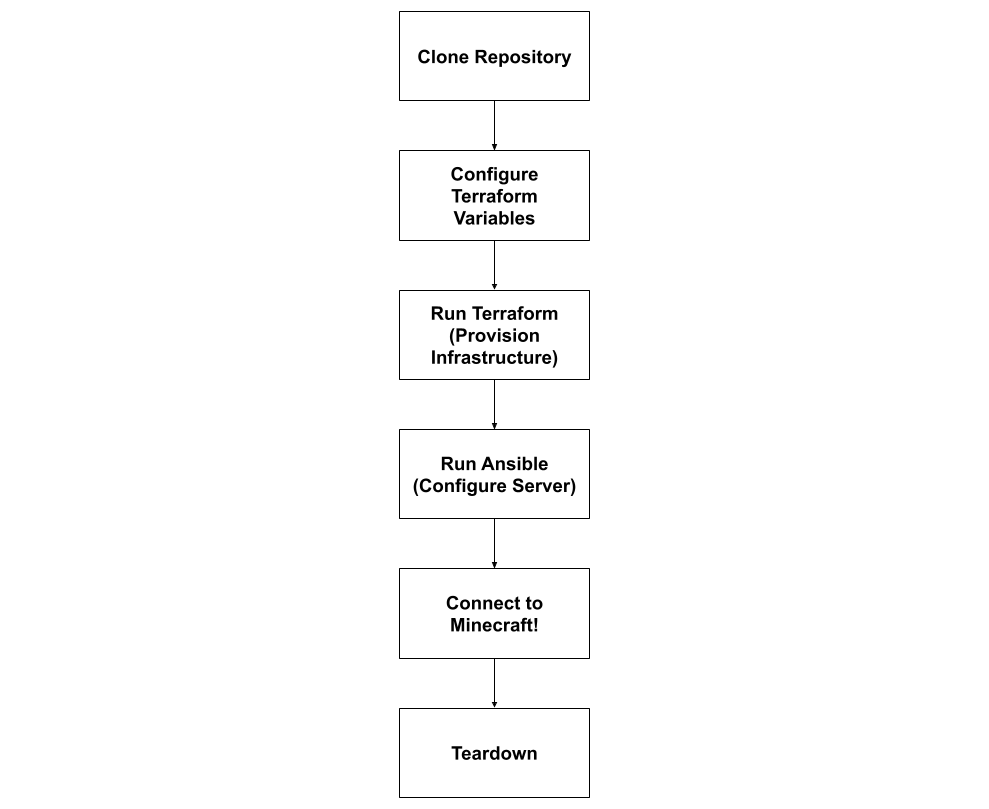 Clone Repository
Configure
Terraform
Variables
Run Terraform
(Provision
Infrastructure)
Run Ansible
(Configure Server)
Connect to
Minecraft!
Teardown